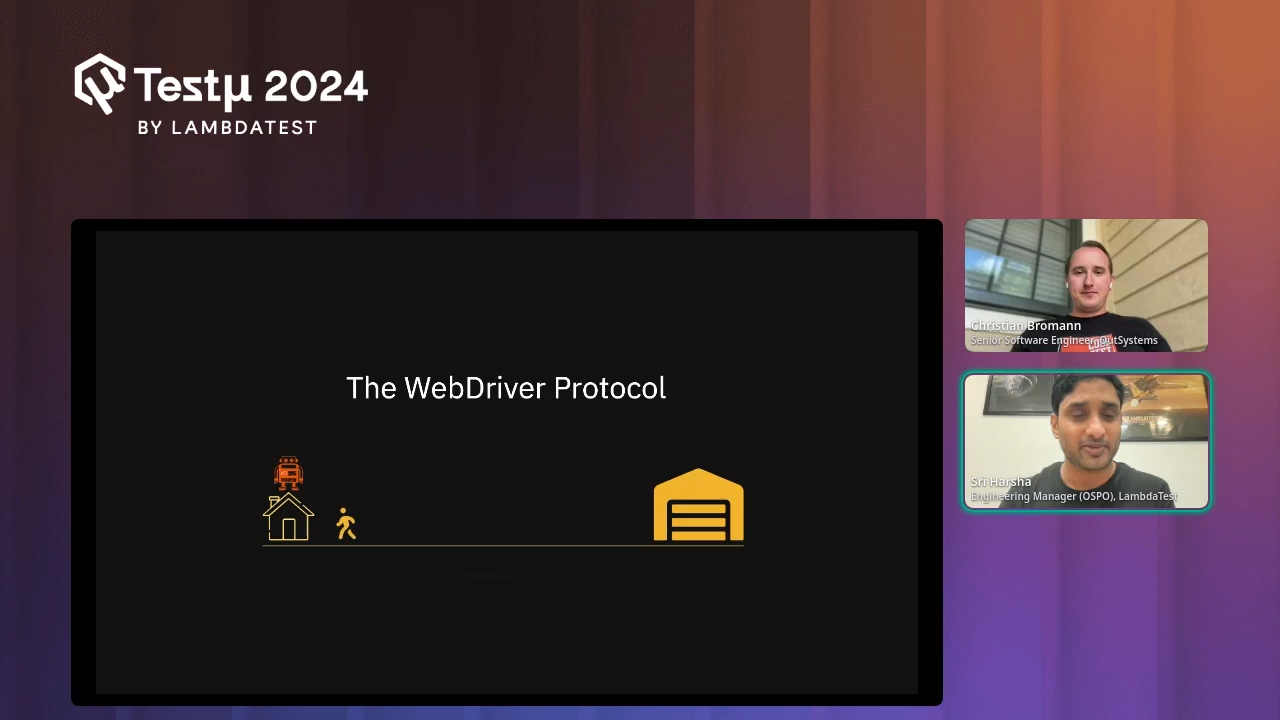 Testμ 2024
BY LAMBDATEST
The WebDriver Protocol
Christian Bromann
Senior Software Engineer, OutSystems
Sri Harsha
Engineering Manager (OSPO), LambdaTest